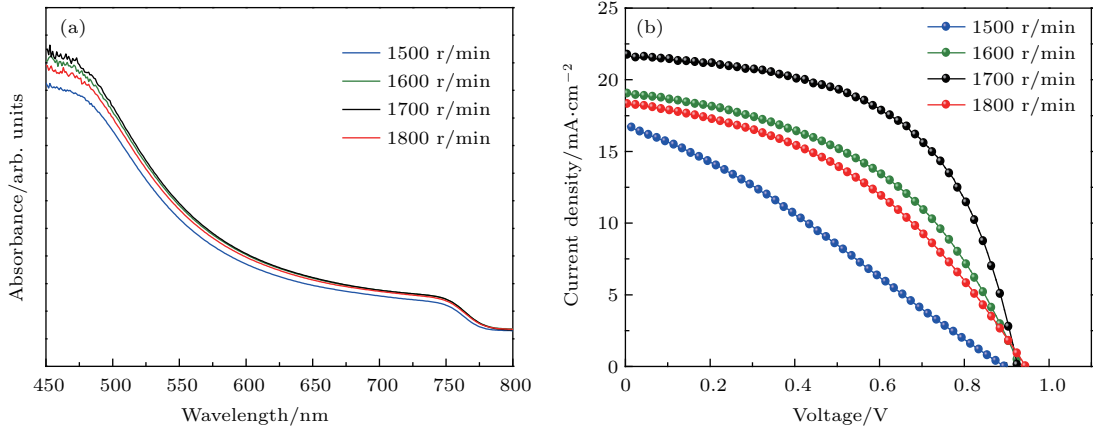 (a)
1500 r/min
1600 r/min
1700 r/min
1800 r/min
Absorbance/arb. units
450 500 550 600 650 700 750 800
Wavelength/nm
(b)
1500 r/min
1600 r/min
1700 r/min
1800 r/min
Current density/mA·cm−2
25
20
15
10
5
0
0 0.2 0.4 0.6 0.8 1.0
Voltage/V